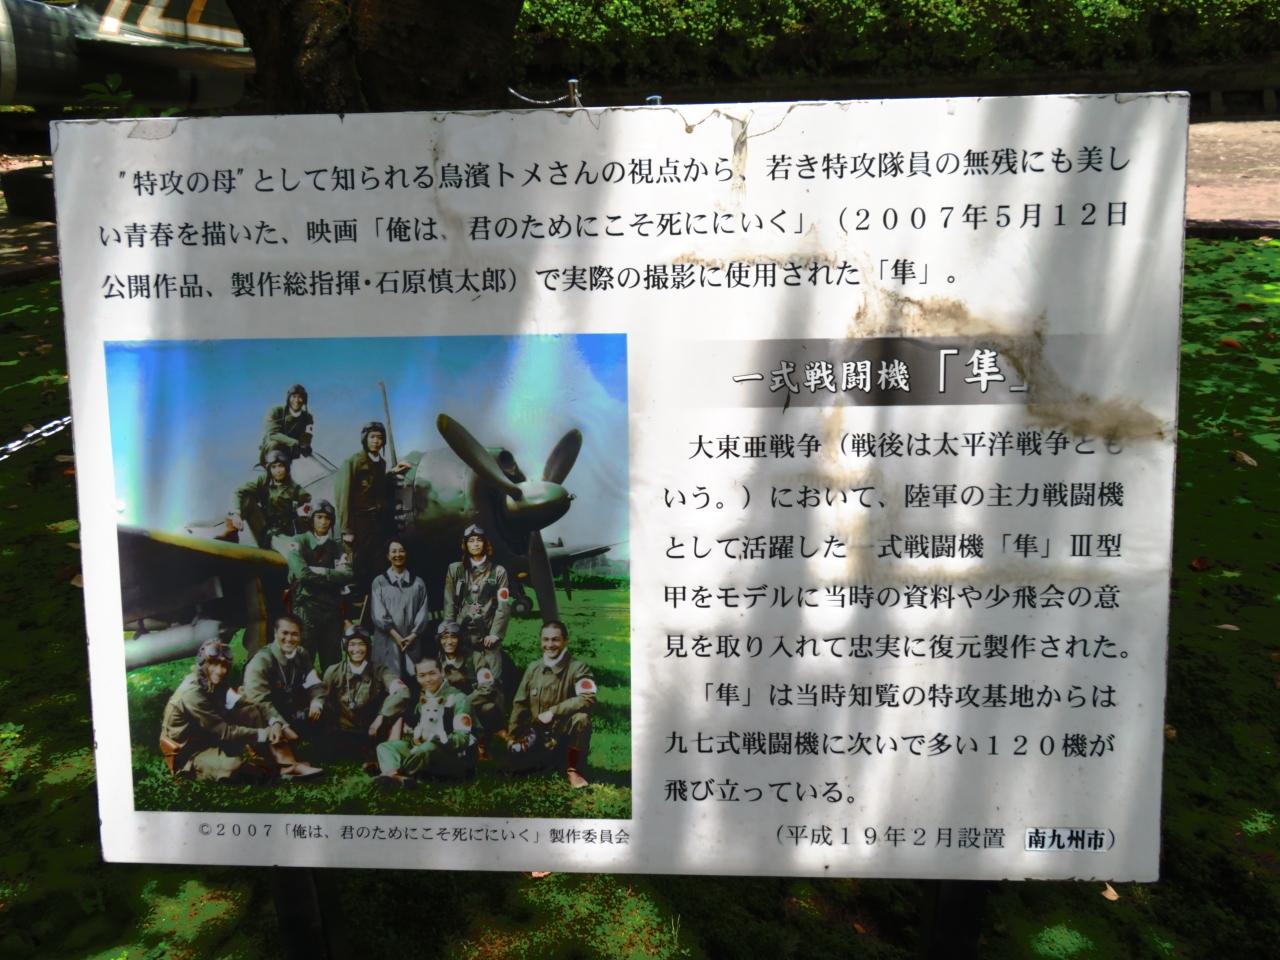 "特攻の母"として知られる鳥濱トメさんの視点から、若き特攻隊員の無残にも美し
い青春を描いた、映画「俺は、君のためにこそ死ににいく」（２００７年５月１２日
公開作品、製作総指揮・石原慎太郎）で実際の撮影に使用された「隼」。
一式戦闘機「隼」
大東亜戦争（戦後は太平洋戦争とも
いう。）において、陸軍の主力戦闘機
として活躍した一式戦闘機「隼」Ⅲ型
甲をモデルに当時の資料や少飛会の意
見を取り入れて忠実に復元製作された。
「隼」は当時知覧の特攻基地からは
九七式戦闘機に次いで多い１２０機が
飛び立っている。
©２００７「俺は、君のためにこそ死ににいく」製作委員会
（平成１９年２月設置 南九州市）